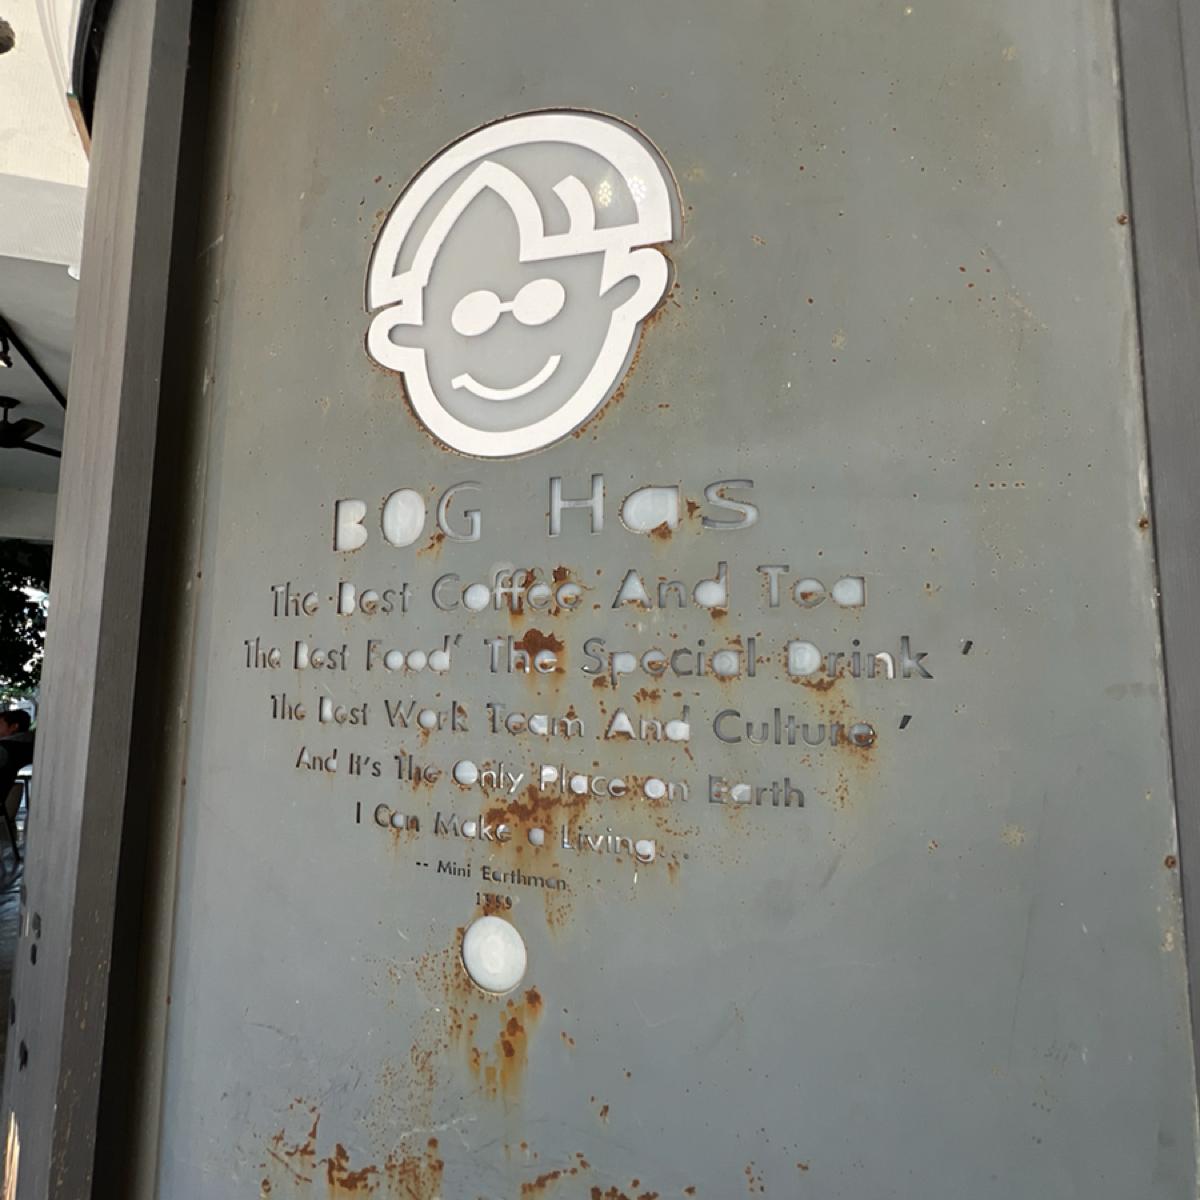 BOG Has
The Best Coffee And Tea
The Best Food' The Special Drink '
The Best Work Team And Culture '
And It's The Only Place on Earth
I Can Make a Living...
-- Mini Earthman
1999